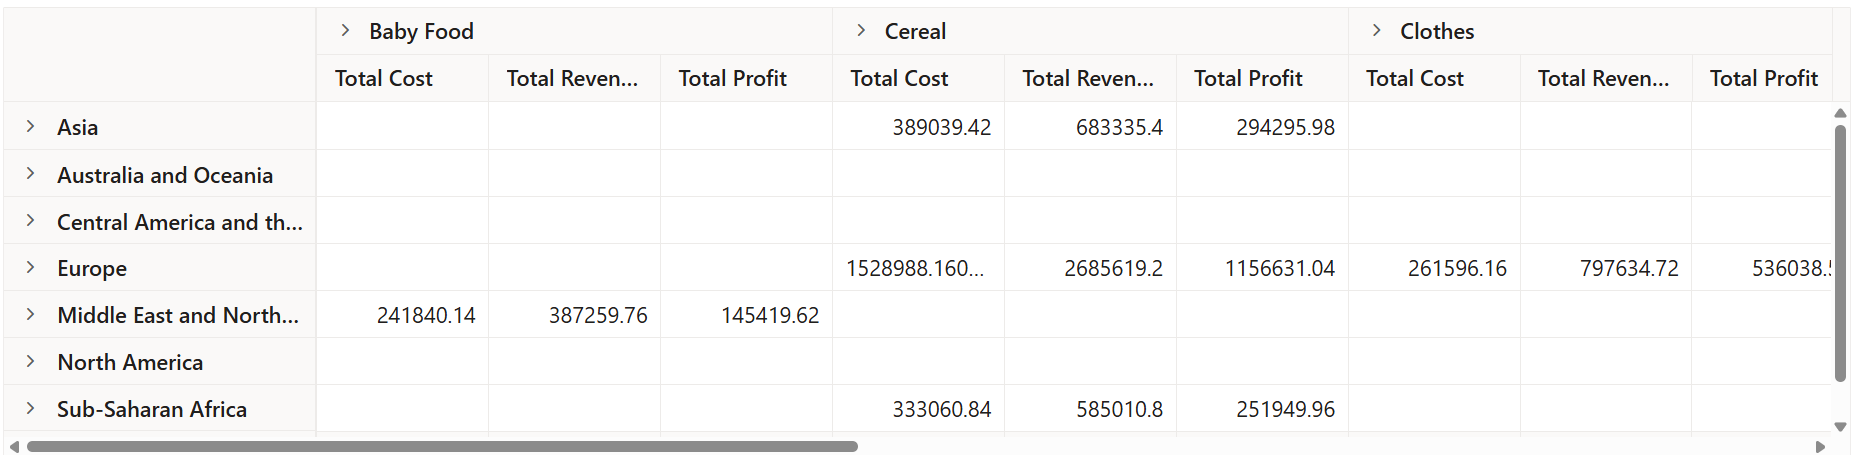 Baby Food Cereal Clothes
Total Cost Total Reven... Total Profit Total Cost Total Reven... Total Profit Total Cost Total Reven... Total Profit
Asia 389039.42 683335.4 294295.98
Australia and Oceania
Central America and th...
Europe 1528988.160... 2685619.2 1156631.04 261596.16 797634.72 536038.5
Middle East and North... 241840.14 387259.76 145419.62
North America
Sub-Saharan Africa 333060.84 585010.8 251949.96